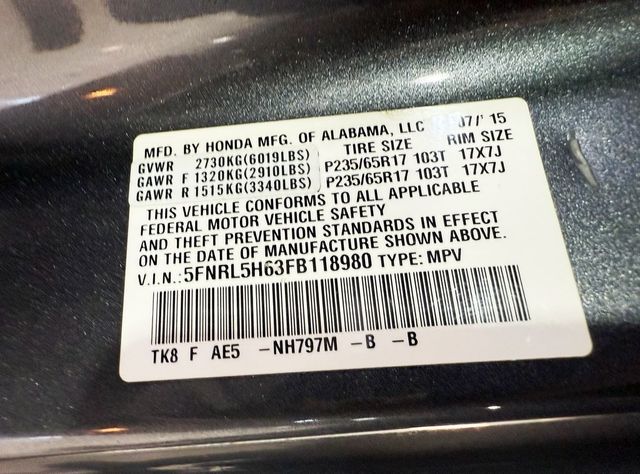 MFD. BY HONDA MFG. OF ALABAMA, LLC 07/'15
GVWR 2730KG(6019LBS) TIRE SIZE RIM SIZE
GAWR F 1320KG(2910LBS) P235/65R17 103T 17X7J
GAWR R 1515KG(3340LBS) P235/65R17 103T 17X7J
THIS VEHICLE CONFORMS TO ALL APPLICABLE
FEDERAL MOTOR VEHICLE SAFETY
AND THEFT PREVENTION STANDARDS IN EFFECT
ON THE DATE OF MANUFACTURE SHOWN ABOVE.
V.I.N.:5FNRL5H63FB118980 TYPE: MPV
TK8 F AE5 -NH797M -B -B